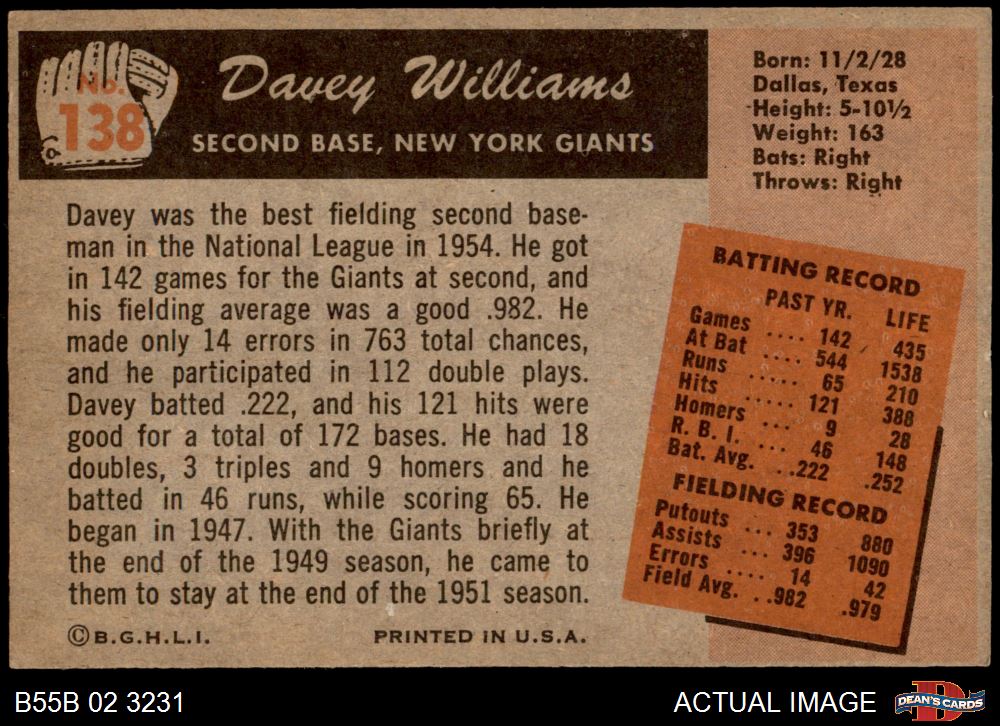 No.
138
Davey Williams
SECOND BASE, NEW YORK GIANTS
Born: 11/2/28
Dallas, Texas
Height: 5-10½
Weight: 163
Bats: Right
Throws: Right
Davey was the best fielding second base-
man in the National League in 1954. He got
in 142 games for the Giants at second, and
his fielding average was a good .982. He
made only 14 errors in 763 total chances,
and he participated in 112 double plays.
Davey batted .222, and his 121 hits were
good for a total of 172 bases. He had 18
doubles, 3 triples and 9 homers and he
batted in 46 runs, while scoring 65. He
began in 1947. With the Giants briefly at
the end of the 1949 season, he came to
them to stay at the end of the 1951 season.
BATTING RECORD
PAST YR. LIFE
Games .... 142 435
At Bat .... 544 1538
Runs ..... 65 210
Hits ..... 121 388
Homers ... 9 28
R. B. I. ... 46 148
Bat. Avg. ..222 .252
FIELDING RECORD
Putouts ... 353 880
Assists ... 396 1090
Errors .... 14 42
Field Avg. ..982 .979
©B.G.H.L.I. PRINTED IN U.S.A.
B55B 02 3231 ACTUAL IMAGE
D
DEAN'S CARDS